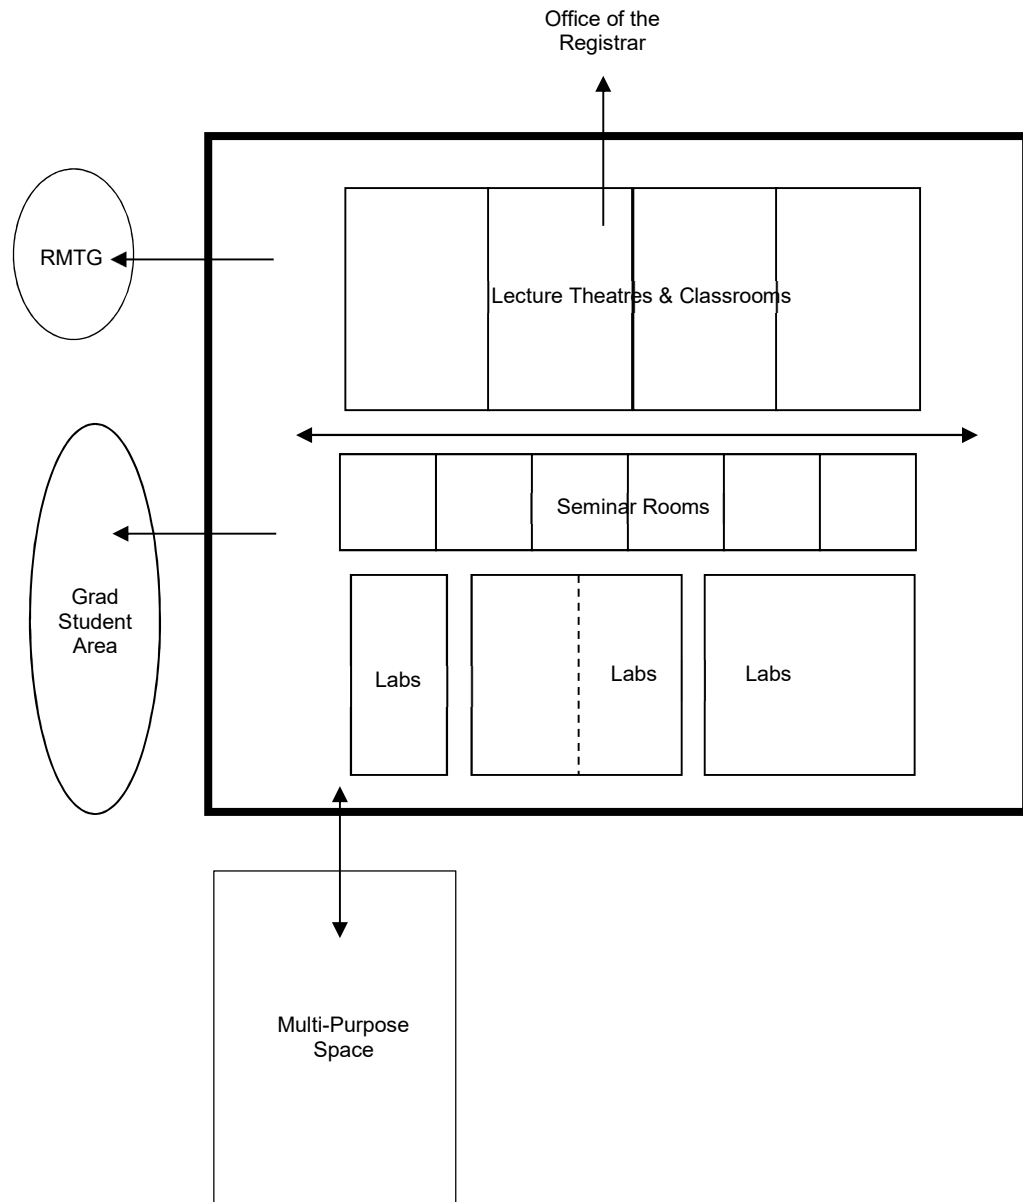 Office of the
Registrar
RMTG
Lecture Theatres & Classrooms
Seminar Rooms
Grad
Student
Area
Labs
Labs
Labs
Multi-Purpose
Space